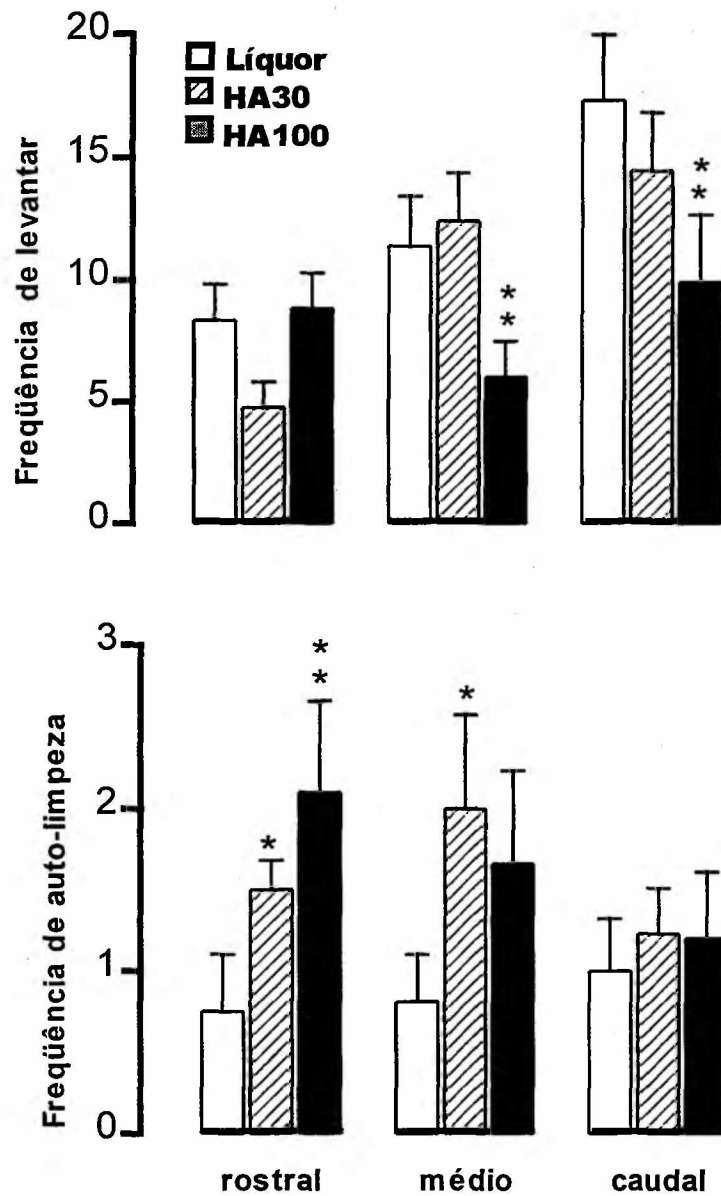 Freqüência de levantar
20
15
10
5
0
Líquor
HA30
HA100
* *
* *
Freqüência de auto-limpeza
3
2
1
0
*
* *
*
rostral
médio
caudal